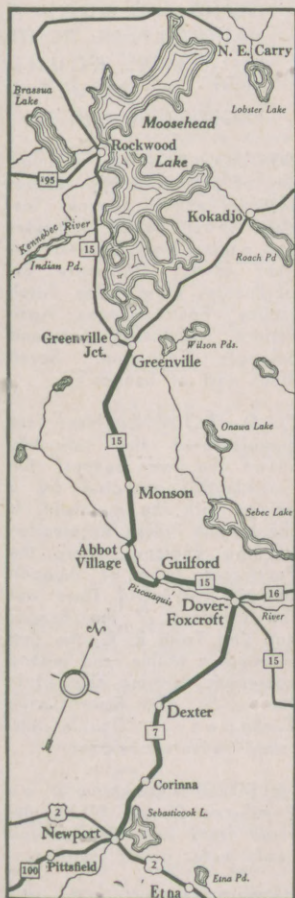 N. E. Carry
Brassua
Lake
Moosehead
Lobster Lake
Rockwood
Lake
195
Kennebec River
15
Kokadjo
Indian Pd.
Roach Pd
Greenville
Jct.
Wilson Pds.
Greenville
Onawa Lake
15
Monson
Sebec Lake
Abbot
Village
Guilford
15
16
Piscataquis
River
Dover-
Foxcroft
15
N
Dexter
7
Corinna
Sebasticook L.
2
Newport
2
100
Pittsfield
Etna Pd.
Etna